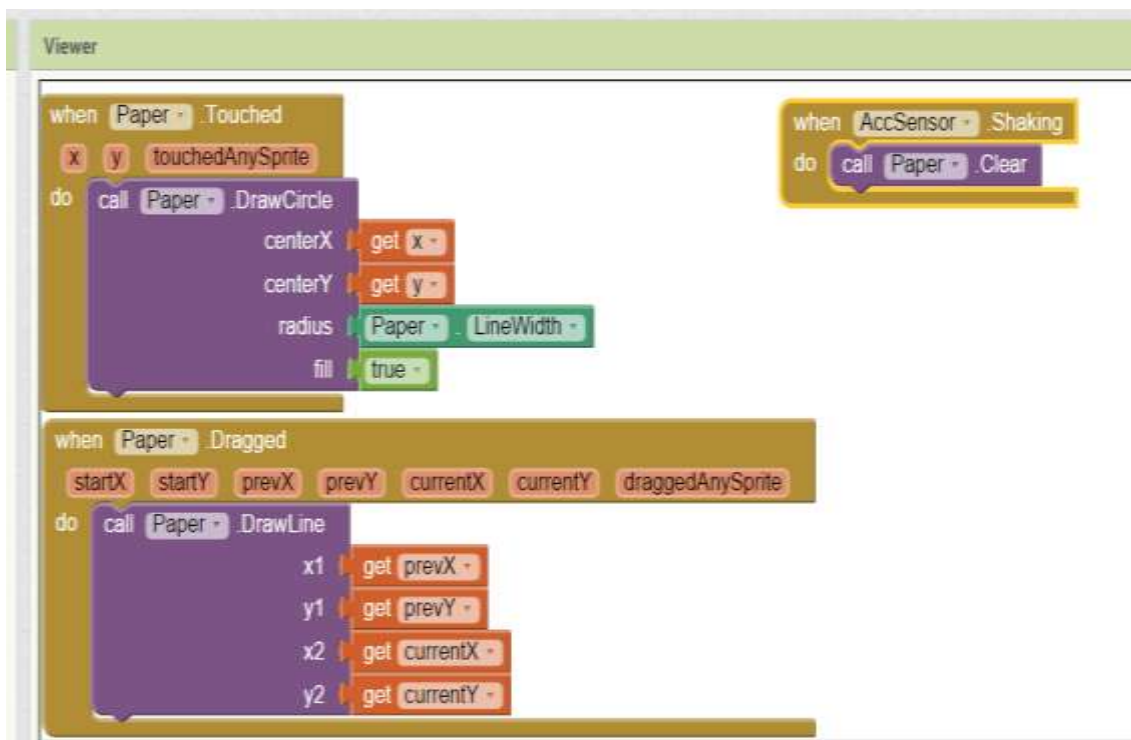 Viewer
when Paper .Touched
x y touchedAnySprite
do call Paper .DrawCircle
centerX get x
centerY get y
radius Paper . LineWidth
fill true
when Paper .Dragged
startX startY prevX prevY currentX currentY draggedAnySprite
do call Paper .DrawLine
x1 get prevX
y1 get prevY
x2 get currentX
y2 get currentY
when AccSensor .Shaking
do call Paper .Clear